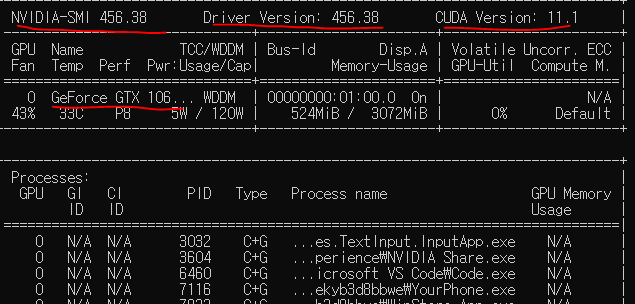 NVIDIA-SMI 456.38 Driver Version: 456.38 CUDA Version: 11.1
GPU Name TCC/WDDM | Bus-Id Disp.A | Volatile Uncorr. ECC
Fan Temp Perf Pwr:Usage/Cap| Memory-Usage | GPU-Util Compute M.
0 GeForce GTX 106... WDDM | 00000000:01:00.0 On | N/A
43% 33C P8 5W / 120W | 524MiB / 3072MiB | 0% Default
Processes:
GPU GI CI PID Type Process name GPU Memory
ID ID Usage
0 N/A N/A 3032 C+G ...es.TextInput.InputApp.exe N/A
0 N/A N/A 3604 C+G ...perience₩NVIDIA Share.exe N/A
0 N/A N/A 6460 C+G ...icrosoft VS Code₩Code.exe N/A
0 N/A N/A 7116 C+G ...ekyb3d8bbwe₩YourPhone.exe N/A